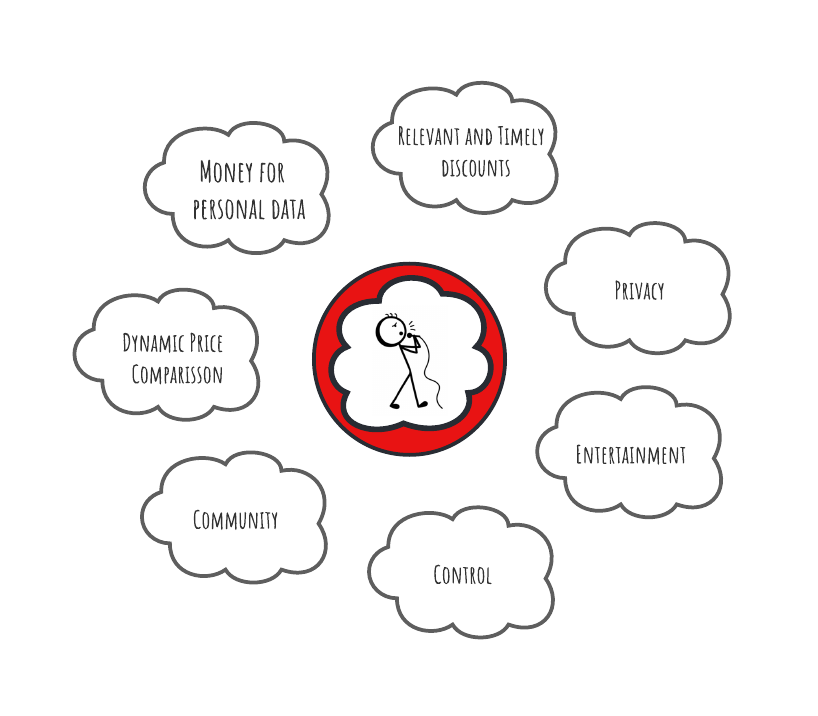 Relevant and Timely
discounts
Money for
personal data
Privacy
Dynamic Price
Comparisson
Entertainment
Community
Control